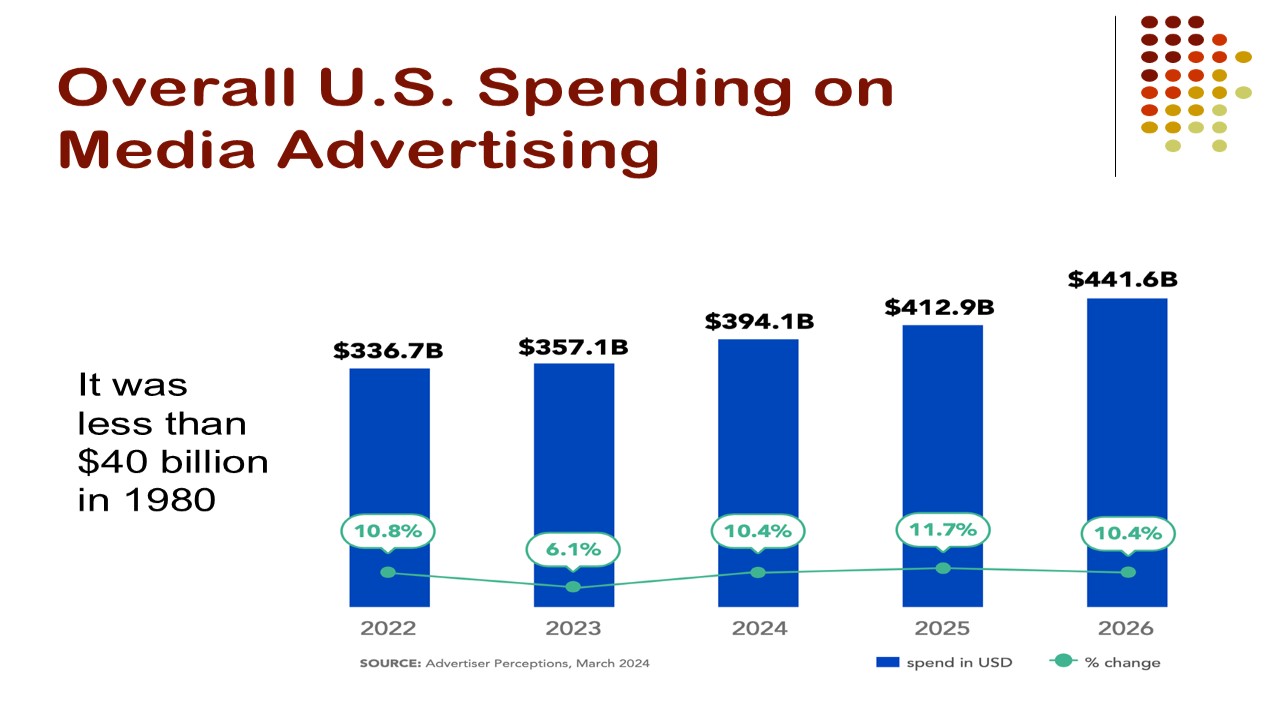 Overall U.S. Spending on
Media Advertising
It was
less than
$40 billion
in 1980
$336.7B
$357.1B
$394.1B
$412.9B
$441.6B
10.8%
6.1%
10.4%
11.7%
10.4%
2022
2023
2024
2025
2026
SOURCE: Advertiser Perceptions, March 2024
spend in USD
% change